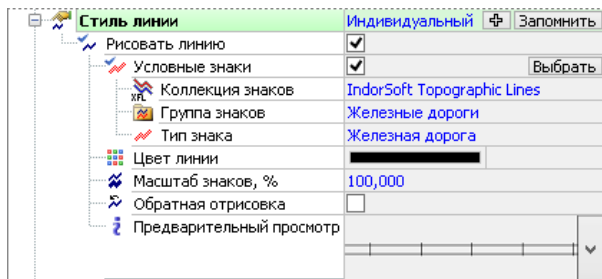 Стиль линии Индивидуальный Запомнить
Рисовать линию
Условные знаки Выбрать
XFL Коллекция знаков IndorSoft Topographic Lines
Группа знаков Железные дороги
Тип знака Железная дорога
Цвет линии
Масштаб знаков, % 100,000
Обратная отрисовка
Предварительный просмотр